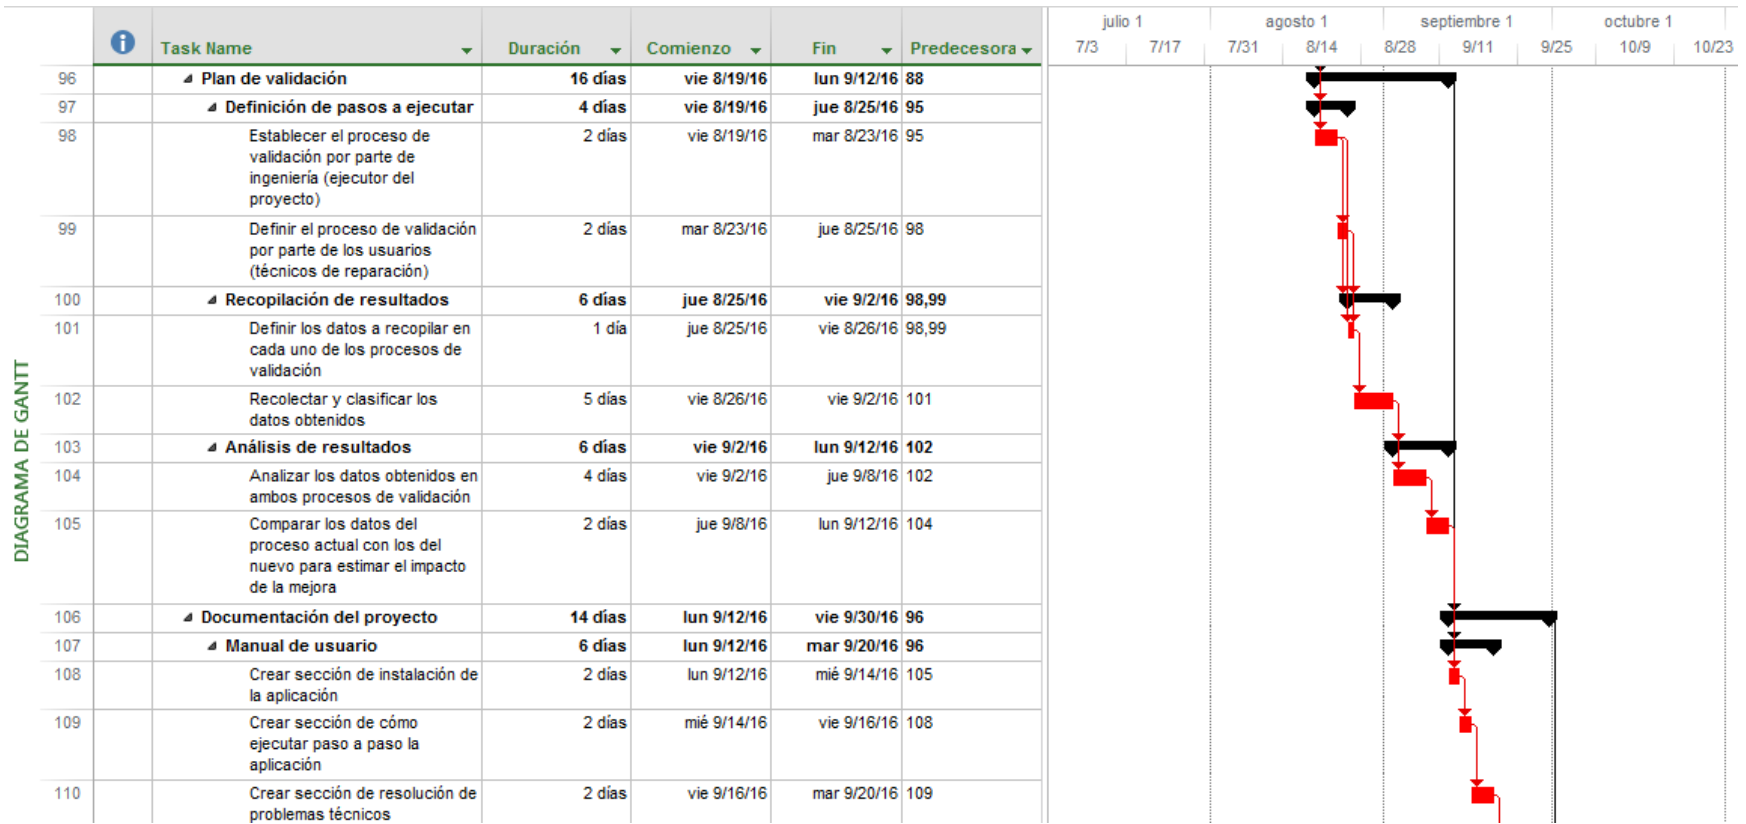 julio 1 agosto 1 septiembre 1 octubre 1
Task Name Duración Comienzo Fin Predecesora 7/3 7/17 7/31 8/14 8/28 9/11 9/25 10/9 10/23
DIAGRAMA DE GANTT
96 Plan de validación 16 días vie 8/19/16 lun 9/12/16 88
97 Definición de pasos a ejecutar 4 días vie 8/19/16 jue 8/25/16 95
98 Establecer el proceso de 2 días vie 8/19/16 mar 8/23/16 95
validación por parte de
ingeniería (ejecutor del
proyecto)
99 Definir el proceso de validación 2 días mar 8/23/16 jue 8/25/16 98
por parte de los usuarios
(técnicos de reparación)
100 Recopilación de resultados 6 días jue 8/25/16 vie 9/2/16 98,99
101 Definir los datos a recopilar en 1 día jue 8/25/16 vie 8/26/16 98,99
cada uno de los procesos de
validación
102 Recolectar y clasificar los 5 días vie 8/26/16 vie 9/2/16 101
datos obtenidos
103 Análisis de resultados 6 días vie 9/2/16 lun 9/12/16 102
104 Analizar los datos obtenidos en 4 días vie 9/2/16 jue 9/8/16 102
ambos procesos de validación
105 Comparar los datos del 2 días jue 9/8/16 lun 9/12/16 104
proceso actual con los del
nuevo para estimar el impacto
de la mejora
106 Documentación del proyecto 14 días lun 9/12/16 vie 9/30/16 96
107 Manual de usuario 6 días lun 9/12/16 mar 9/20/16 96
108 Crear sección de instalación de 2 días lun 9/12/16 mié 9/14/16 105
la aplicación
109 Crear sección de cómo 2 días mié 9/14/16 vie 9/16/16 108
ejecutar paso a paso la
aplicación
110 Crear sección de resolución de 2 días vie 9/16/16 mar 9/20/16 109
problemas técnicos